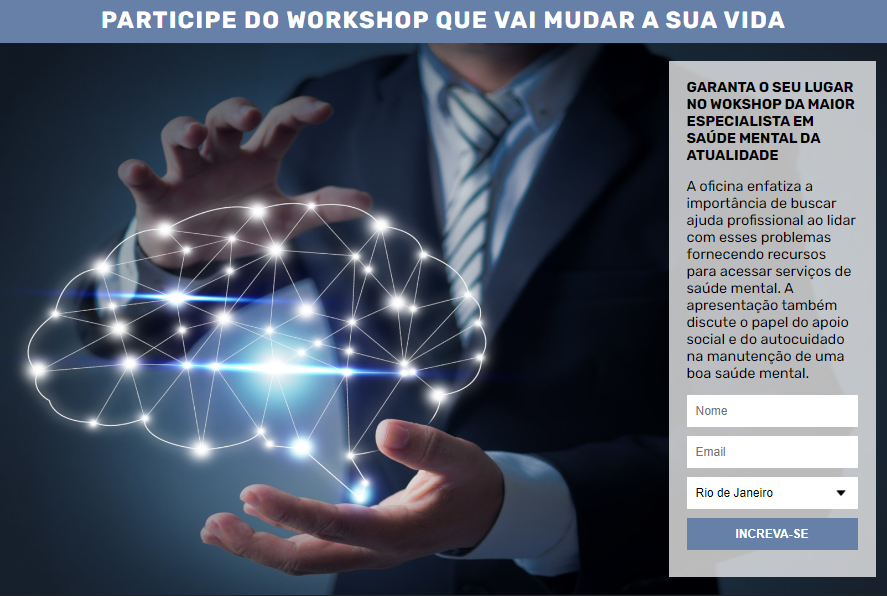 PARTICIPE DO WORKSHOP QUE VAI MUDAR A SUA VIDA
GARANTA O SEU LUGAR
NO WOKSHOP DA MAIOR
ESPECIALISTA EM
SAÚDE MENTAL DA
ATUALIDADE
A oficina enfatiza a
importância de buscar
ajuda profissional ao lidar
com esses problemas
fornecendo recursos
para acessar serviços de
saúde mental. A
apresentação também
discute o papel do apoio
social e do autocuidado
na manutenção de uma
boa saúde mental.
Nome
Email
Rio de Janeiro
INCREVA-SE